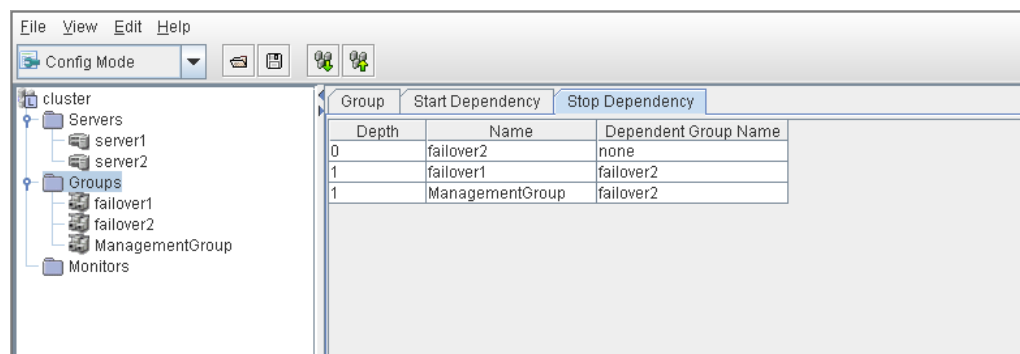 File View Edit Help
Config Mode
cluster
Servers
server1
server2
Groups
failover1
failover2
ManagementGroup
Monitors
Group Start Dependency Stop Dependency
Depth Name Dependent Group Name
0 failover2 none
1 failover1 failover2
1 ManagementGroup failover2